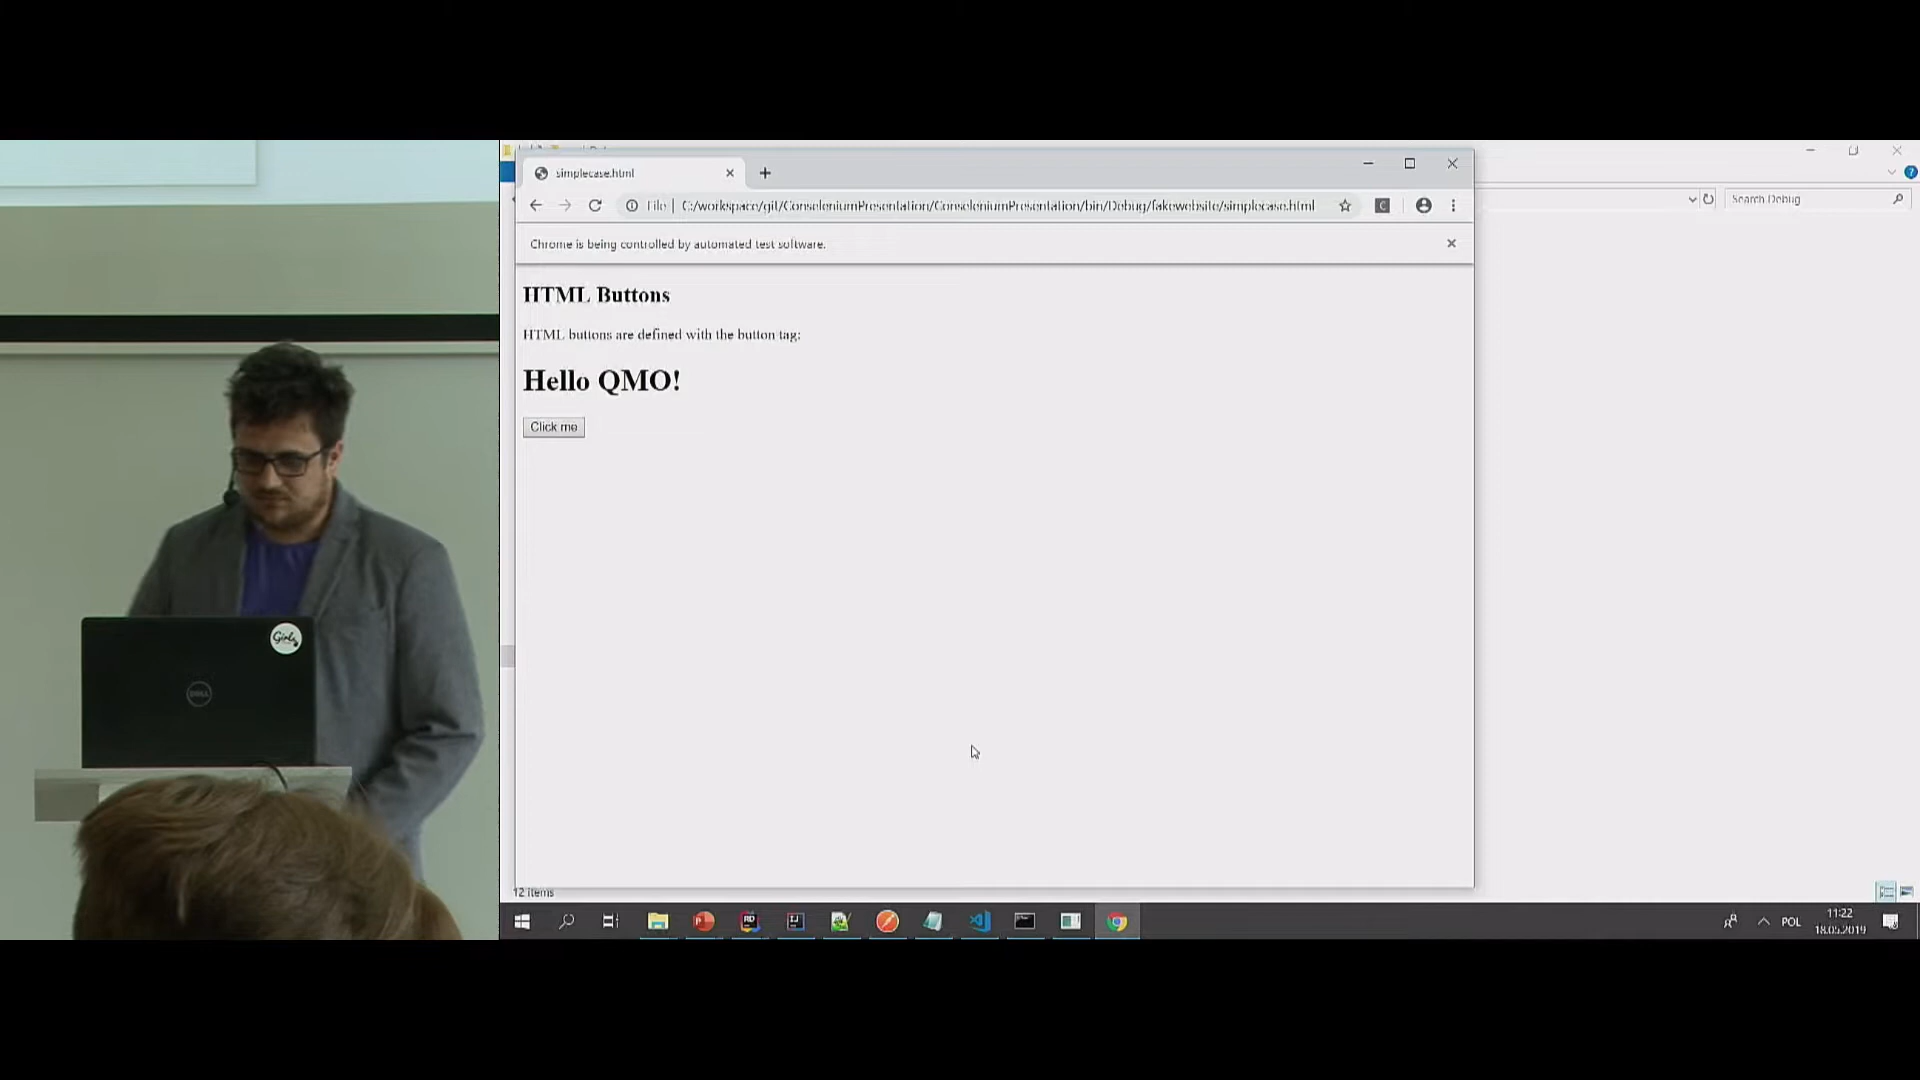 simplecase.html
File | C:/workspace/git/ConseleniumPresentation/ConseleniumPresentation/bin/Debug/fakewebsite/simplecase.html
Search Debug
Chrome is being controlled by automated test software.
HTML Buttons
HTML buttons are defined with the button tag:
Hello QMO!
Click me
Girls
DELL
12 items
POL
11:22
18.05.2019